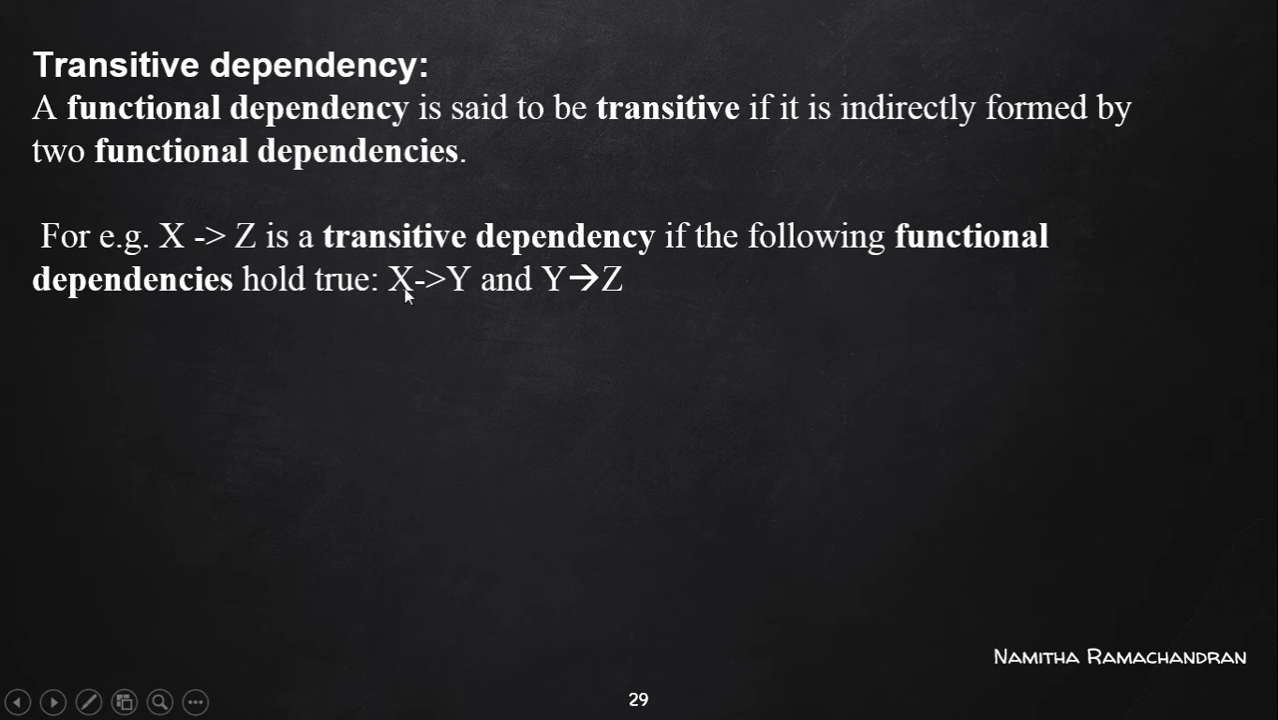 Transitive dependency:
A functional dependency is said to be transitive if it is indirectly formed by
two functional dependencies.
For e.g. X -> Z is a transitive dependency if the following functional
dependencies hold true: X->Y and Y→Z
Namitha Ramachandran
29